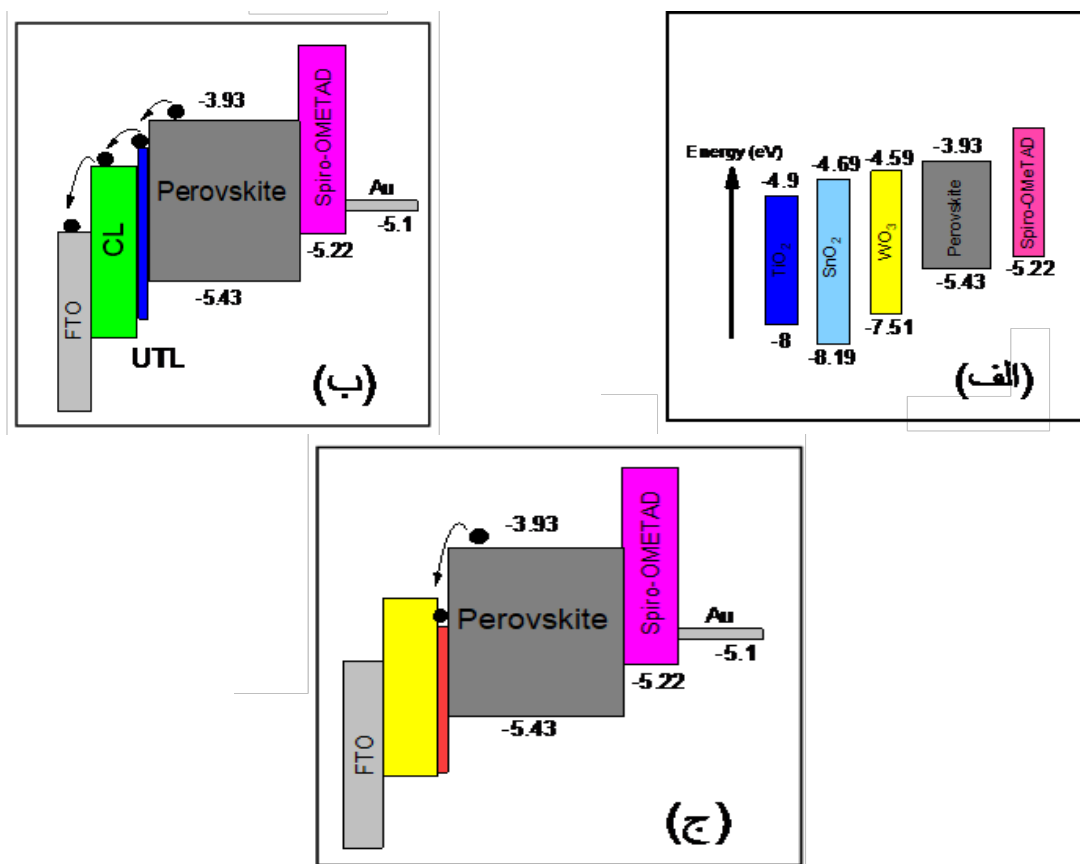 -3.93
Spiro-OMETAD
Perovskite
Au
-5.1
CL
-5.22
-5.43
FTO
UTL
(ب)
Energy (eV)
-4.9
-4.69
-4.59
-3.93
TiO2
SnO2
WO3
Perovskite
Spiro-OMeTAD
-5.22
-5.43
-7.51
-8
-8.19
(الف)
-3.93
Spiro-OMETAD
Perovskite
Au
-5.1
-5.22
-5.43
FTO
(ج)